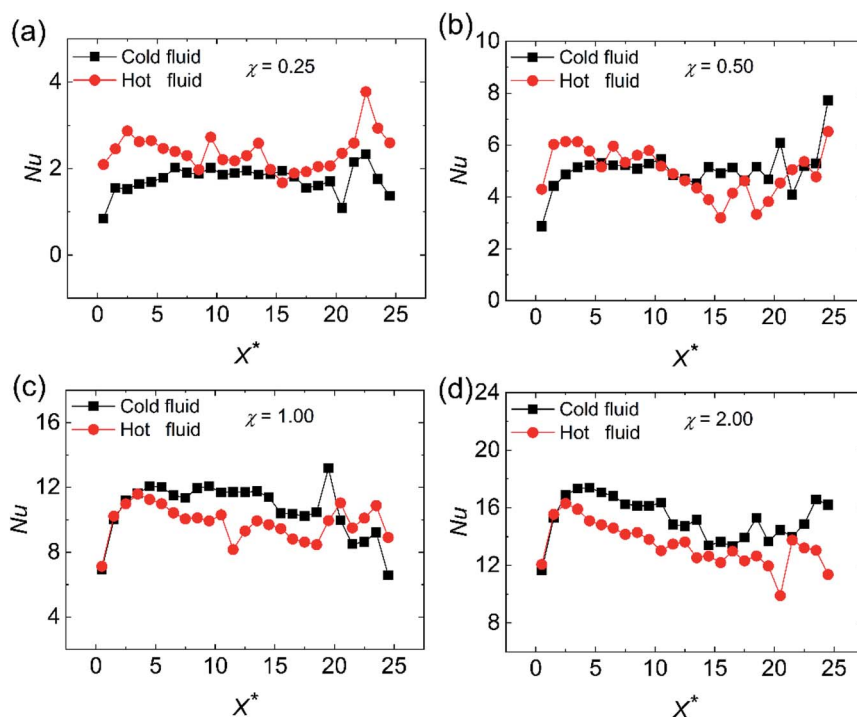 (a)
Cold fluid
Hot fluid
χ = 0.25
4
2
0
Nu
0 5 10 15 20 25
X*
(b)
Cold fluid
Hot fluid
χ = 0.50
10
8
6
4
2
0
Nu
0 5 10 15 20 25
X*
(c)
Cold fluid
Hot fluid
χ = 1.00
16
12
8
4
Nu
0 5 10 15 20 25
X*
(d)
Cold fluid
Hot fluid
χ = 2.00
24
20
16
12
8
Nu
0 5 10 15 20 25
X*